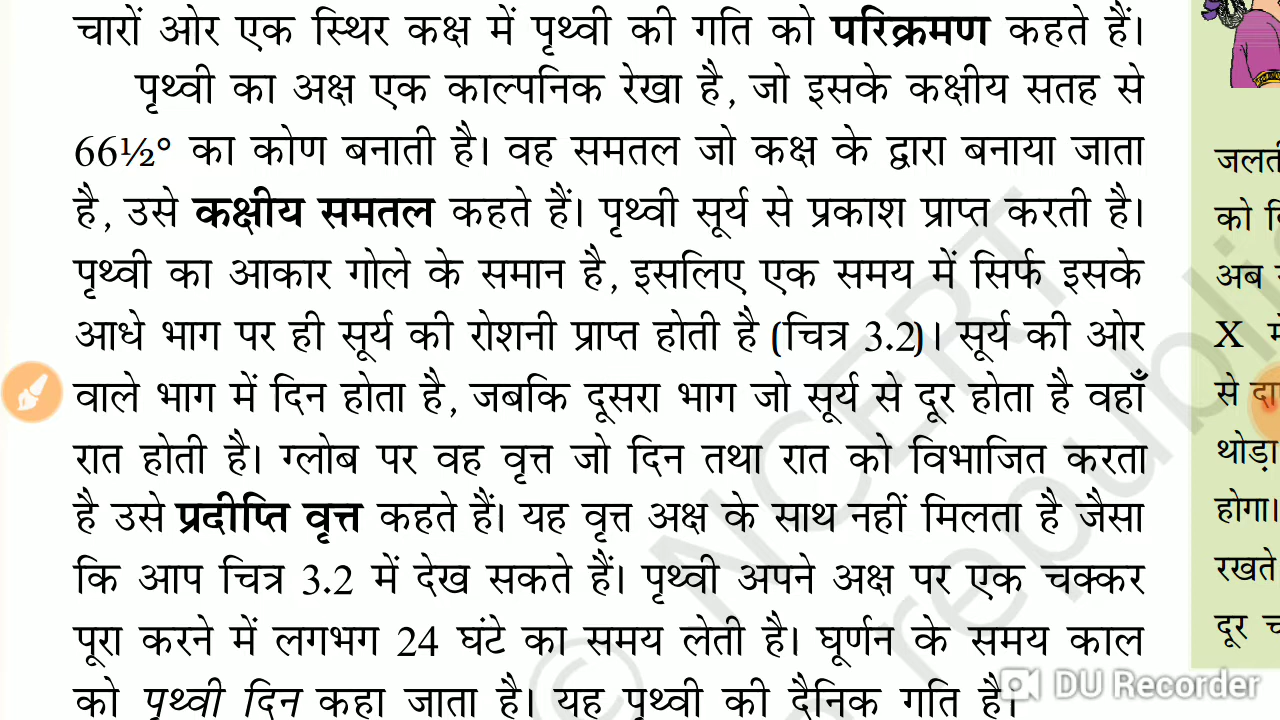 चारों ओर एक स्थिर कक्ष में पृथ्वी की गति को परिक्रमण कहते हैं।
पृथ्वी का अक्ष एक काल्पनिक रेखा है, जो इसके कक्षीय सतह से
66½° का कोण बनाती है। वह समतल जो कक्ष के द्वारा बनाया जाता
है, उसे कक्षीय समतल कहते हैं। पृथ्वी सूर्य से प्रकाश प्राप्त करती है।
पृथ्वी का आकार गोले के समान है, इसलिए एक समय में सिर्फ इसके
आधे भाग पर ही सूर्य की रोशनी प्राप्त होती है (चित्र 3.2)। सूर्य की ओर
वाले भाग में दिन होता है, जबकि दूसरा भाग जो सूर्य से दूर होता है वहाँ
रात होती है। ग्लोब पर वह वृत्त जो दिन तथा रात को विभाजित करता
है उसे प्रदीप्ति वृत्त कहते हैं। यह वृत्त अक्ष के साथ नहीं मिलता है जैसा
कि आप चित्र 3.2 में देख सकते हैं। पृथ्वी अपने अक्ष पर एक चक्कर
पूरा करने में लगभग 24 घंटे का समय लेती है। घूर्णन के समय काल
को पृथ्वी दिन कहा जाता है। यह पृथ्वी की दैनिक गति है।
जलती
को
अब
X में
से
थोड़ा
होगा।
रखते
दूर
© NCERT
republi
DU Recorder